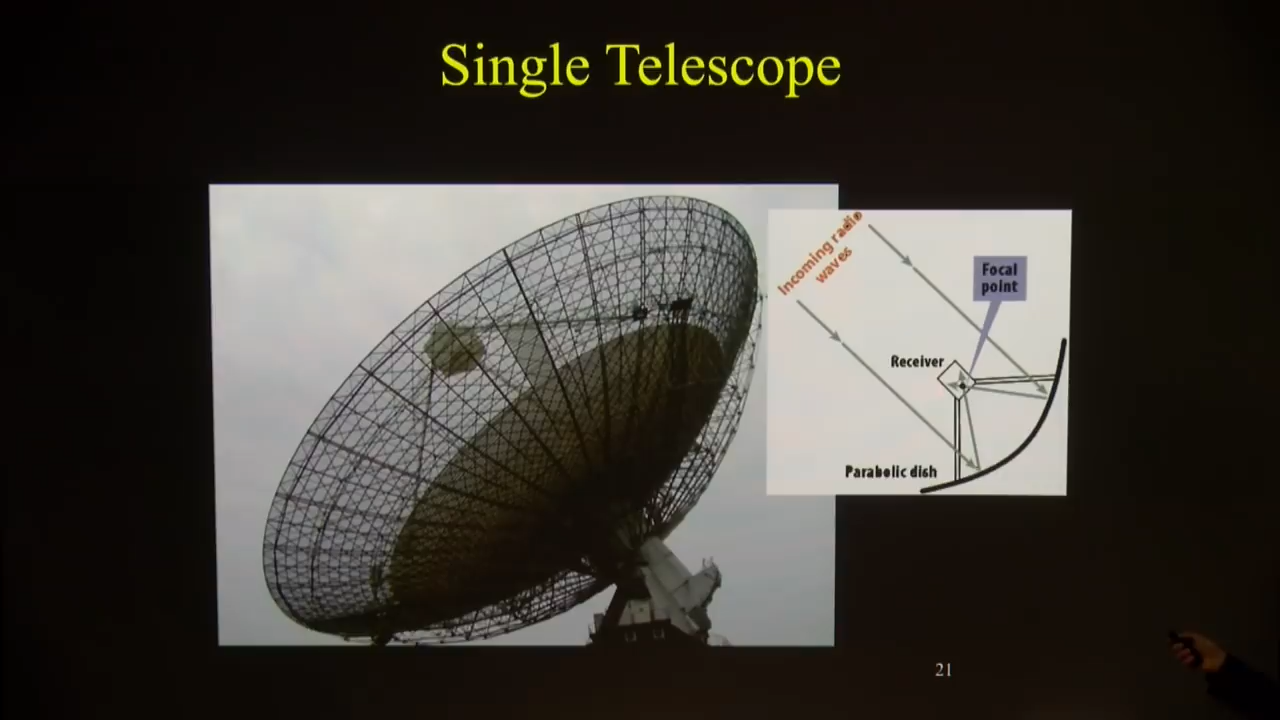 Single Telescope
Incoming radio
waves
Focal
point
Receiver
Parabolic dish
21